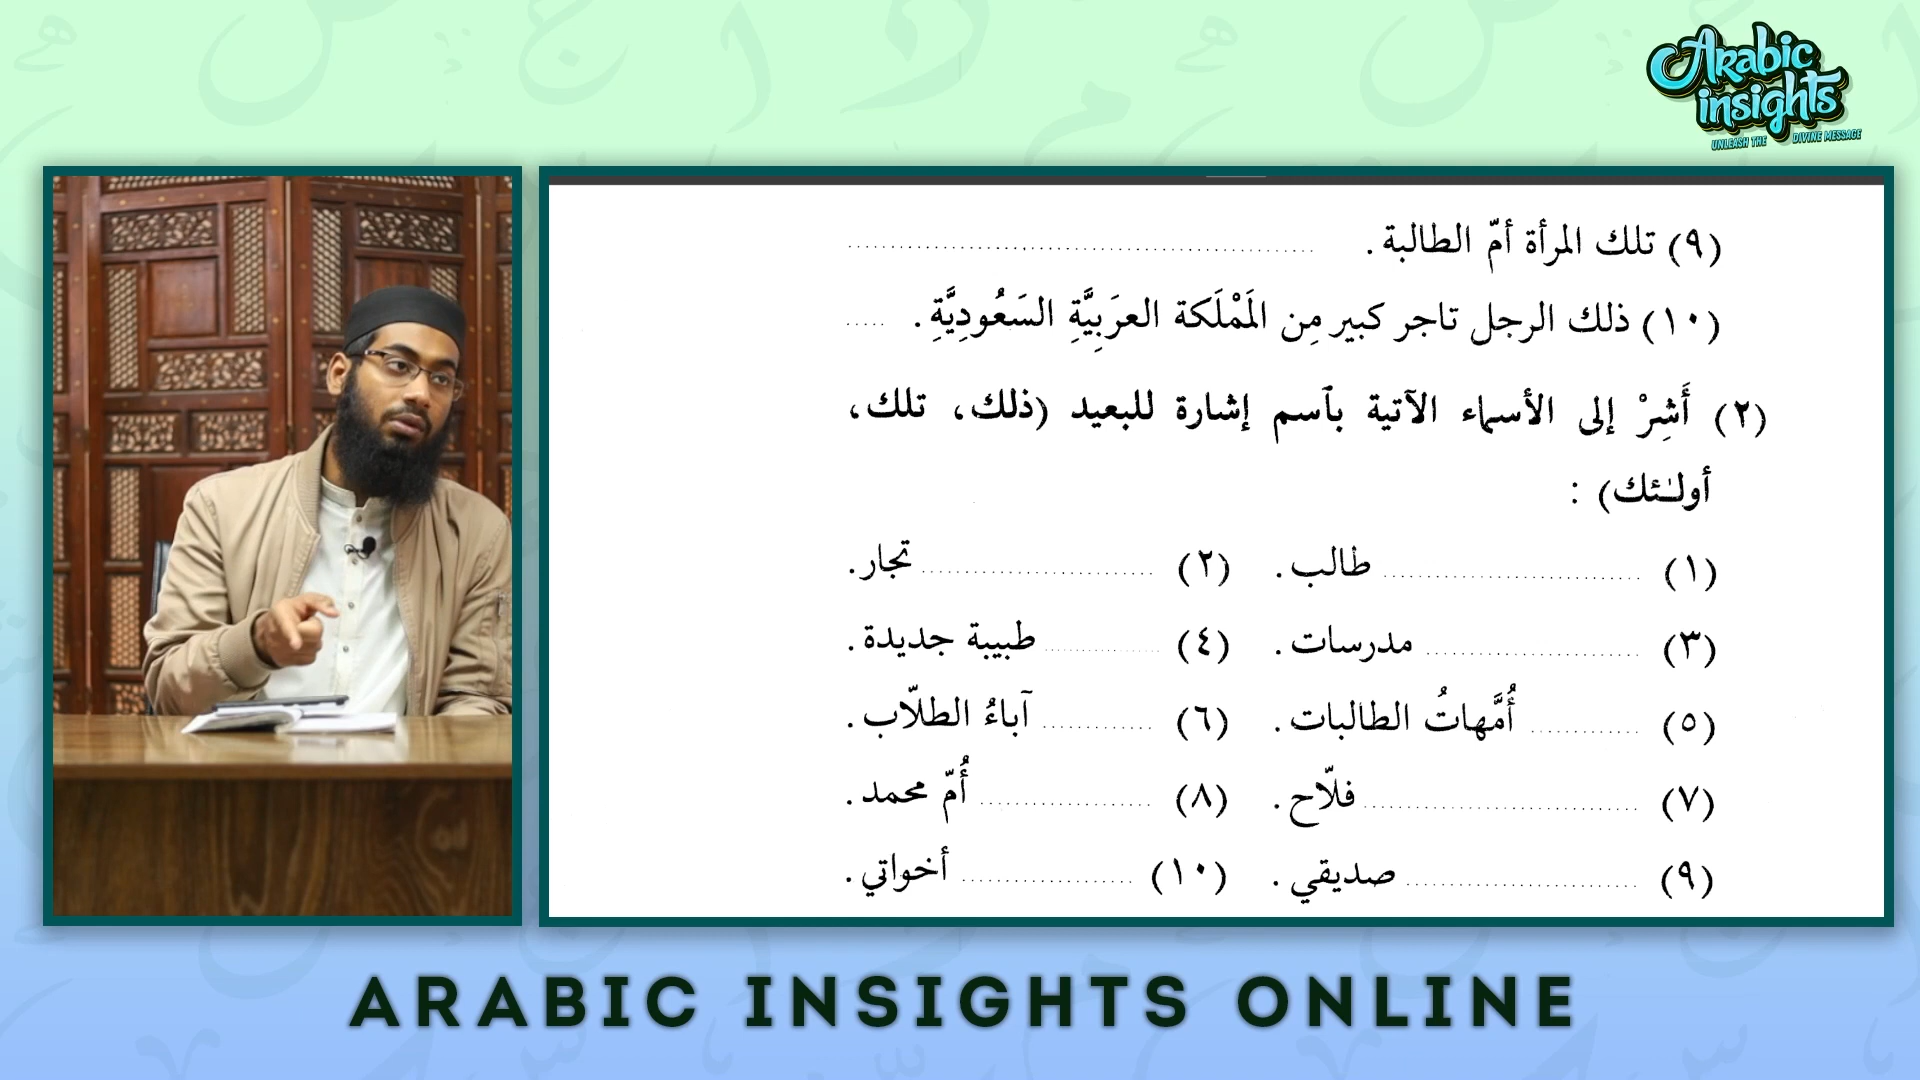 Arabic
insights
UNLEASH THE DIVINE MESSAGE
(٩) تلك المرأة أمّ الطالبة . ..........
(١٠) ذلك الرجل تاجر كبير مِن المَمْلَكة العرَبِيَّةِ السَعُودِيَّةِ . .....
(٢) أَشِرْ إلى الأسماء الآتية بٱسم إشارة للبعيد (ذلك، تلك،
أولـٰئك) :
(١) .......... طالب . (٢) .......... تجار .
(٣) .......... مدرسات . (٤) .......... طبيبة جديدة .
(٥) .......... أُمَّهاتُ الطالبات . (٦) .......... آباءُ الطلّاب .
(٧) .......... فلّاح . (٨) .......... أُمّ محمد .
(٩) .......... صديقي . (١٠) .......... أخواتي .
ARABIC INSIGHTS ONLINE